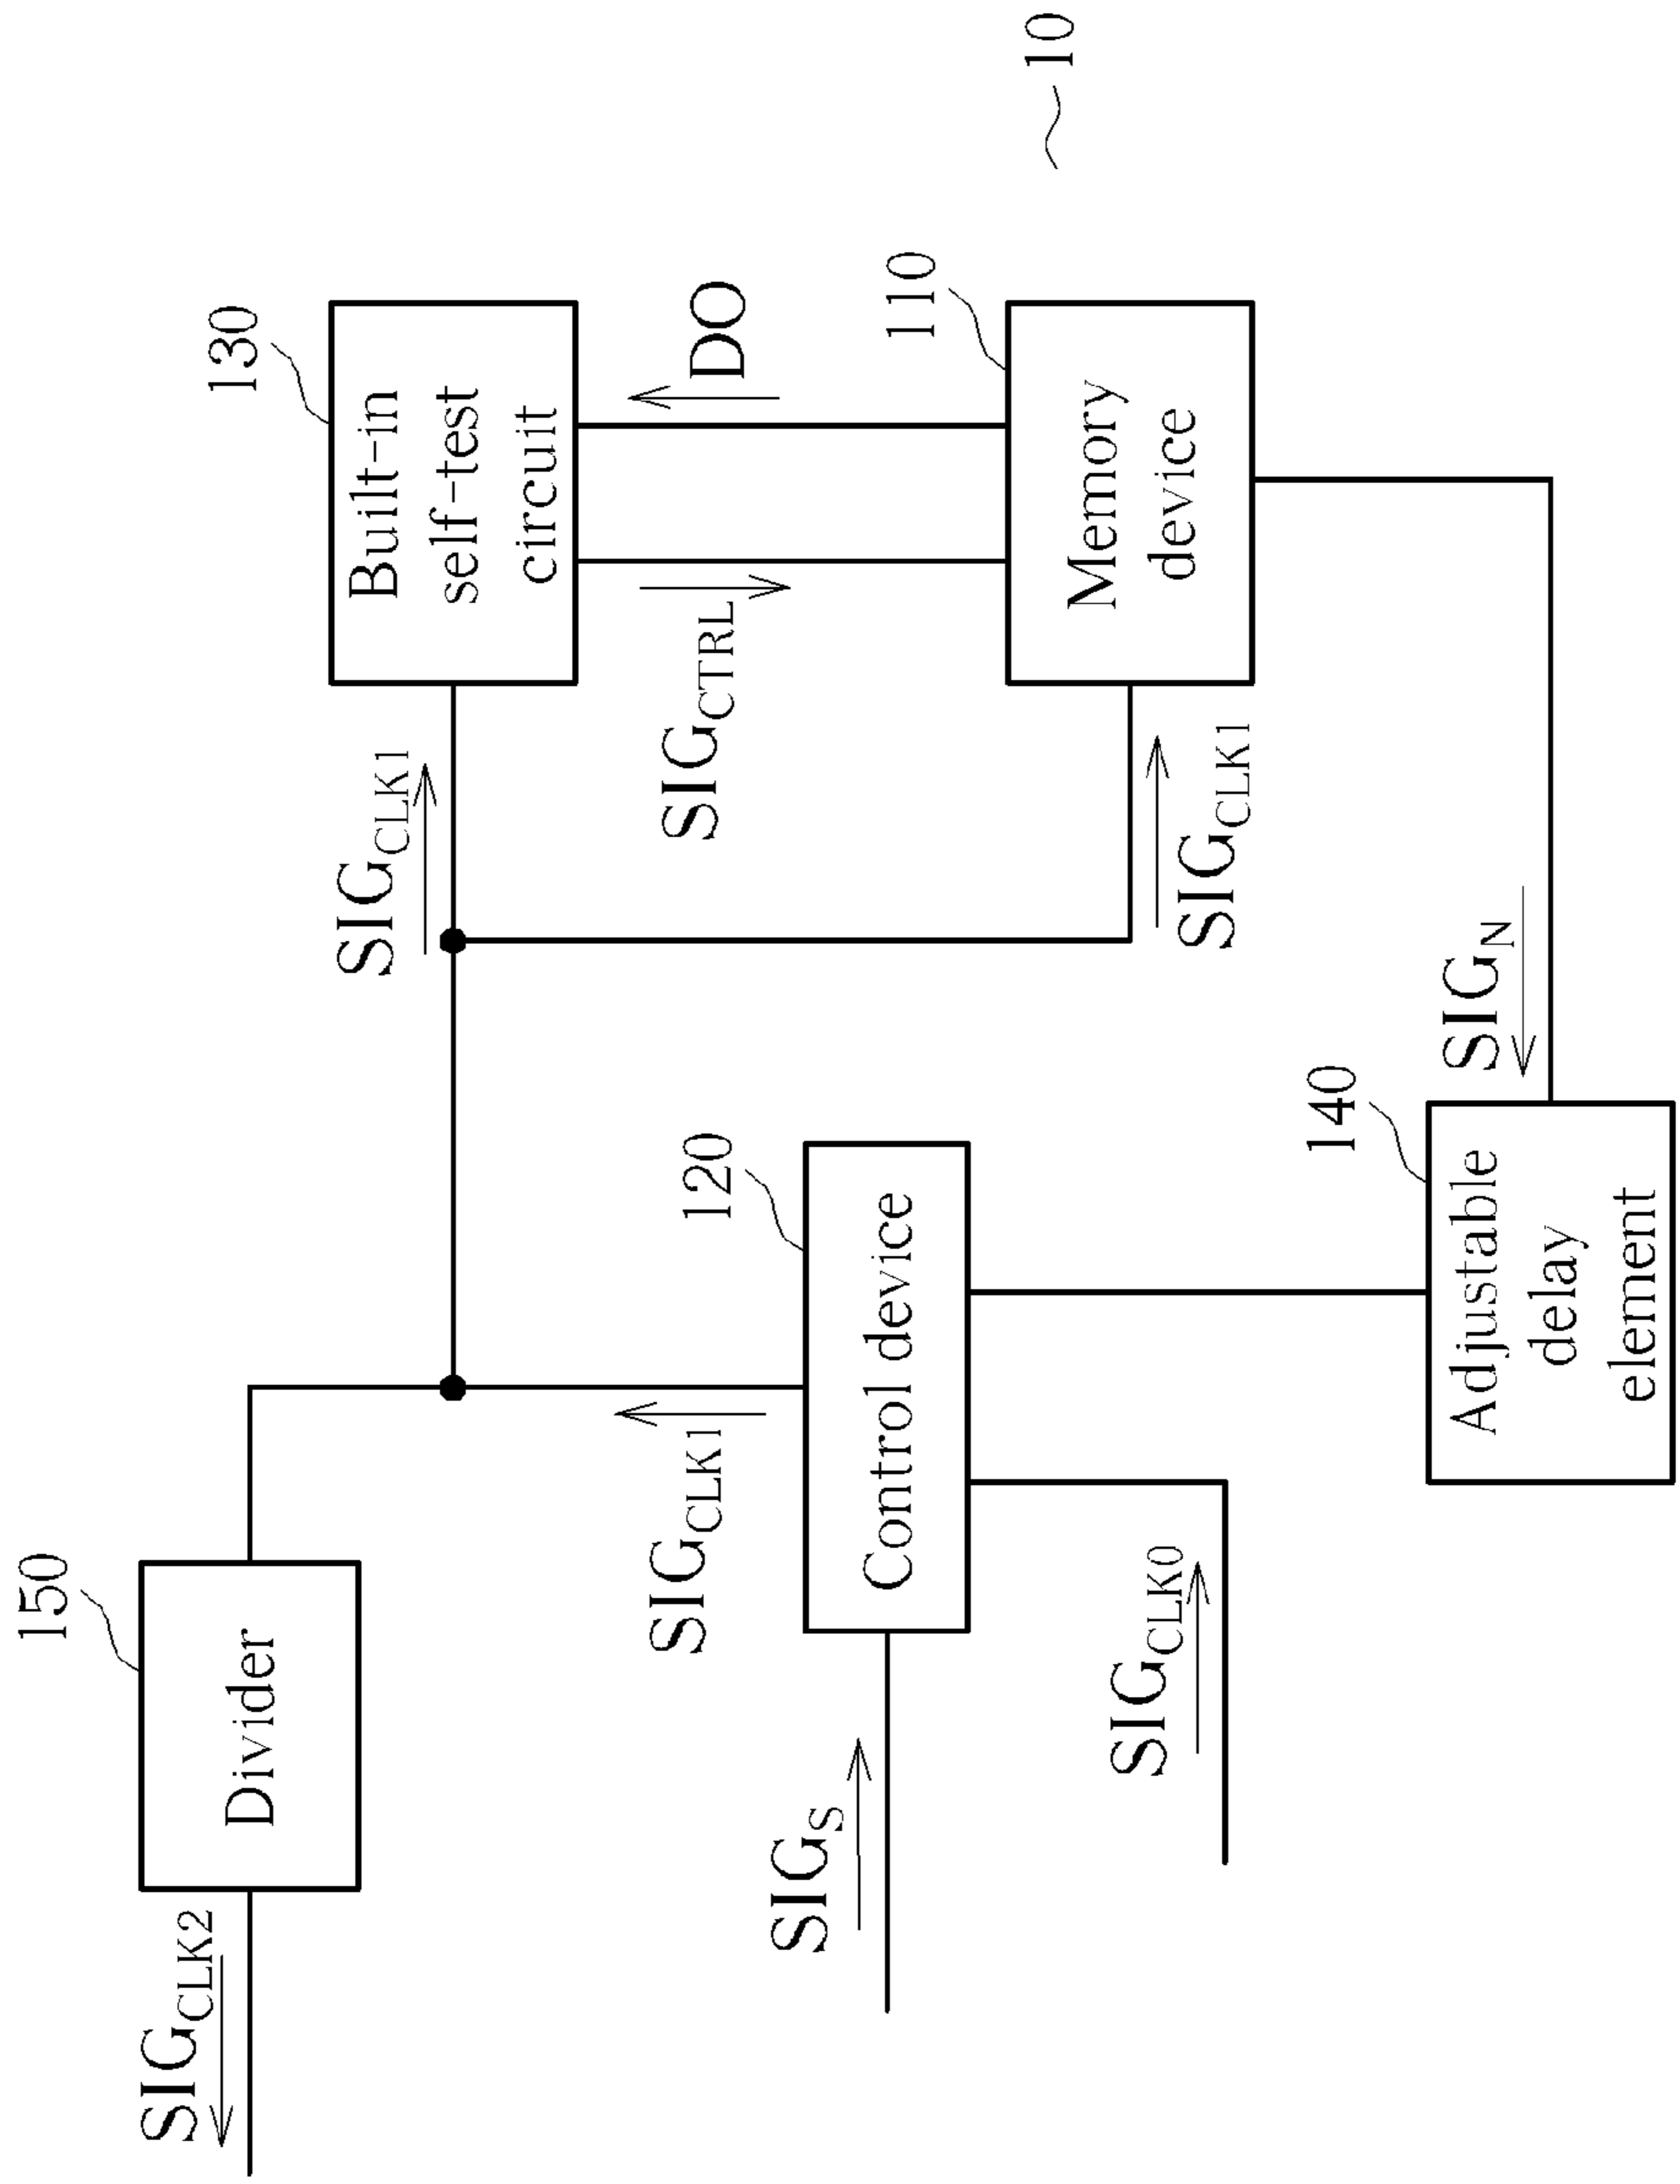 SIGCLK2
150
Divider
SIGCLK1
130
Built-in
self-test
circuit
SIGCLK1
SIGCTRL
DO
SIGS
120
Control device
110
Memory
device
SIGCLK0
SIGCLK1
10
140
Adjustable
delay
element
SIGN